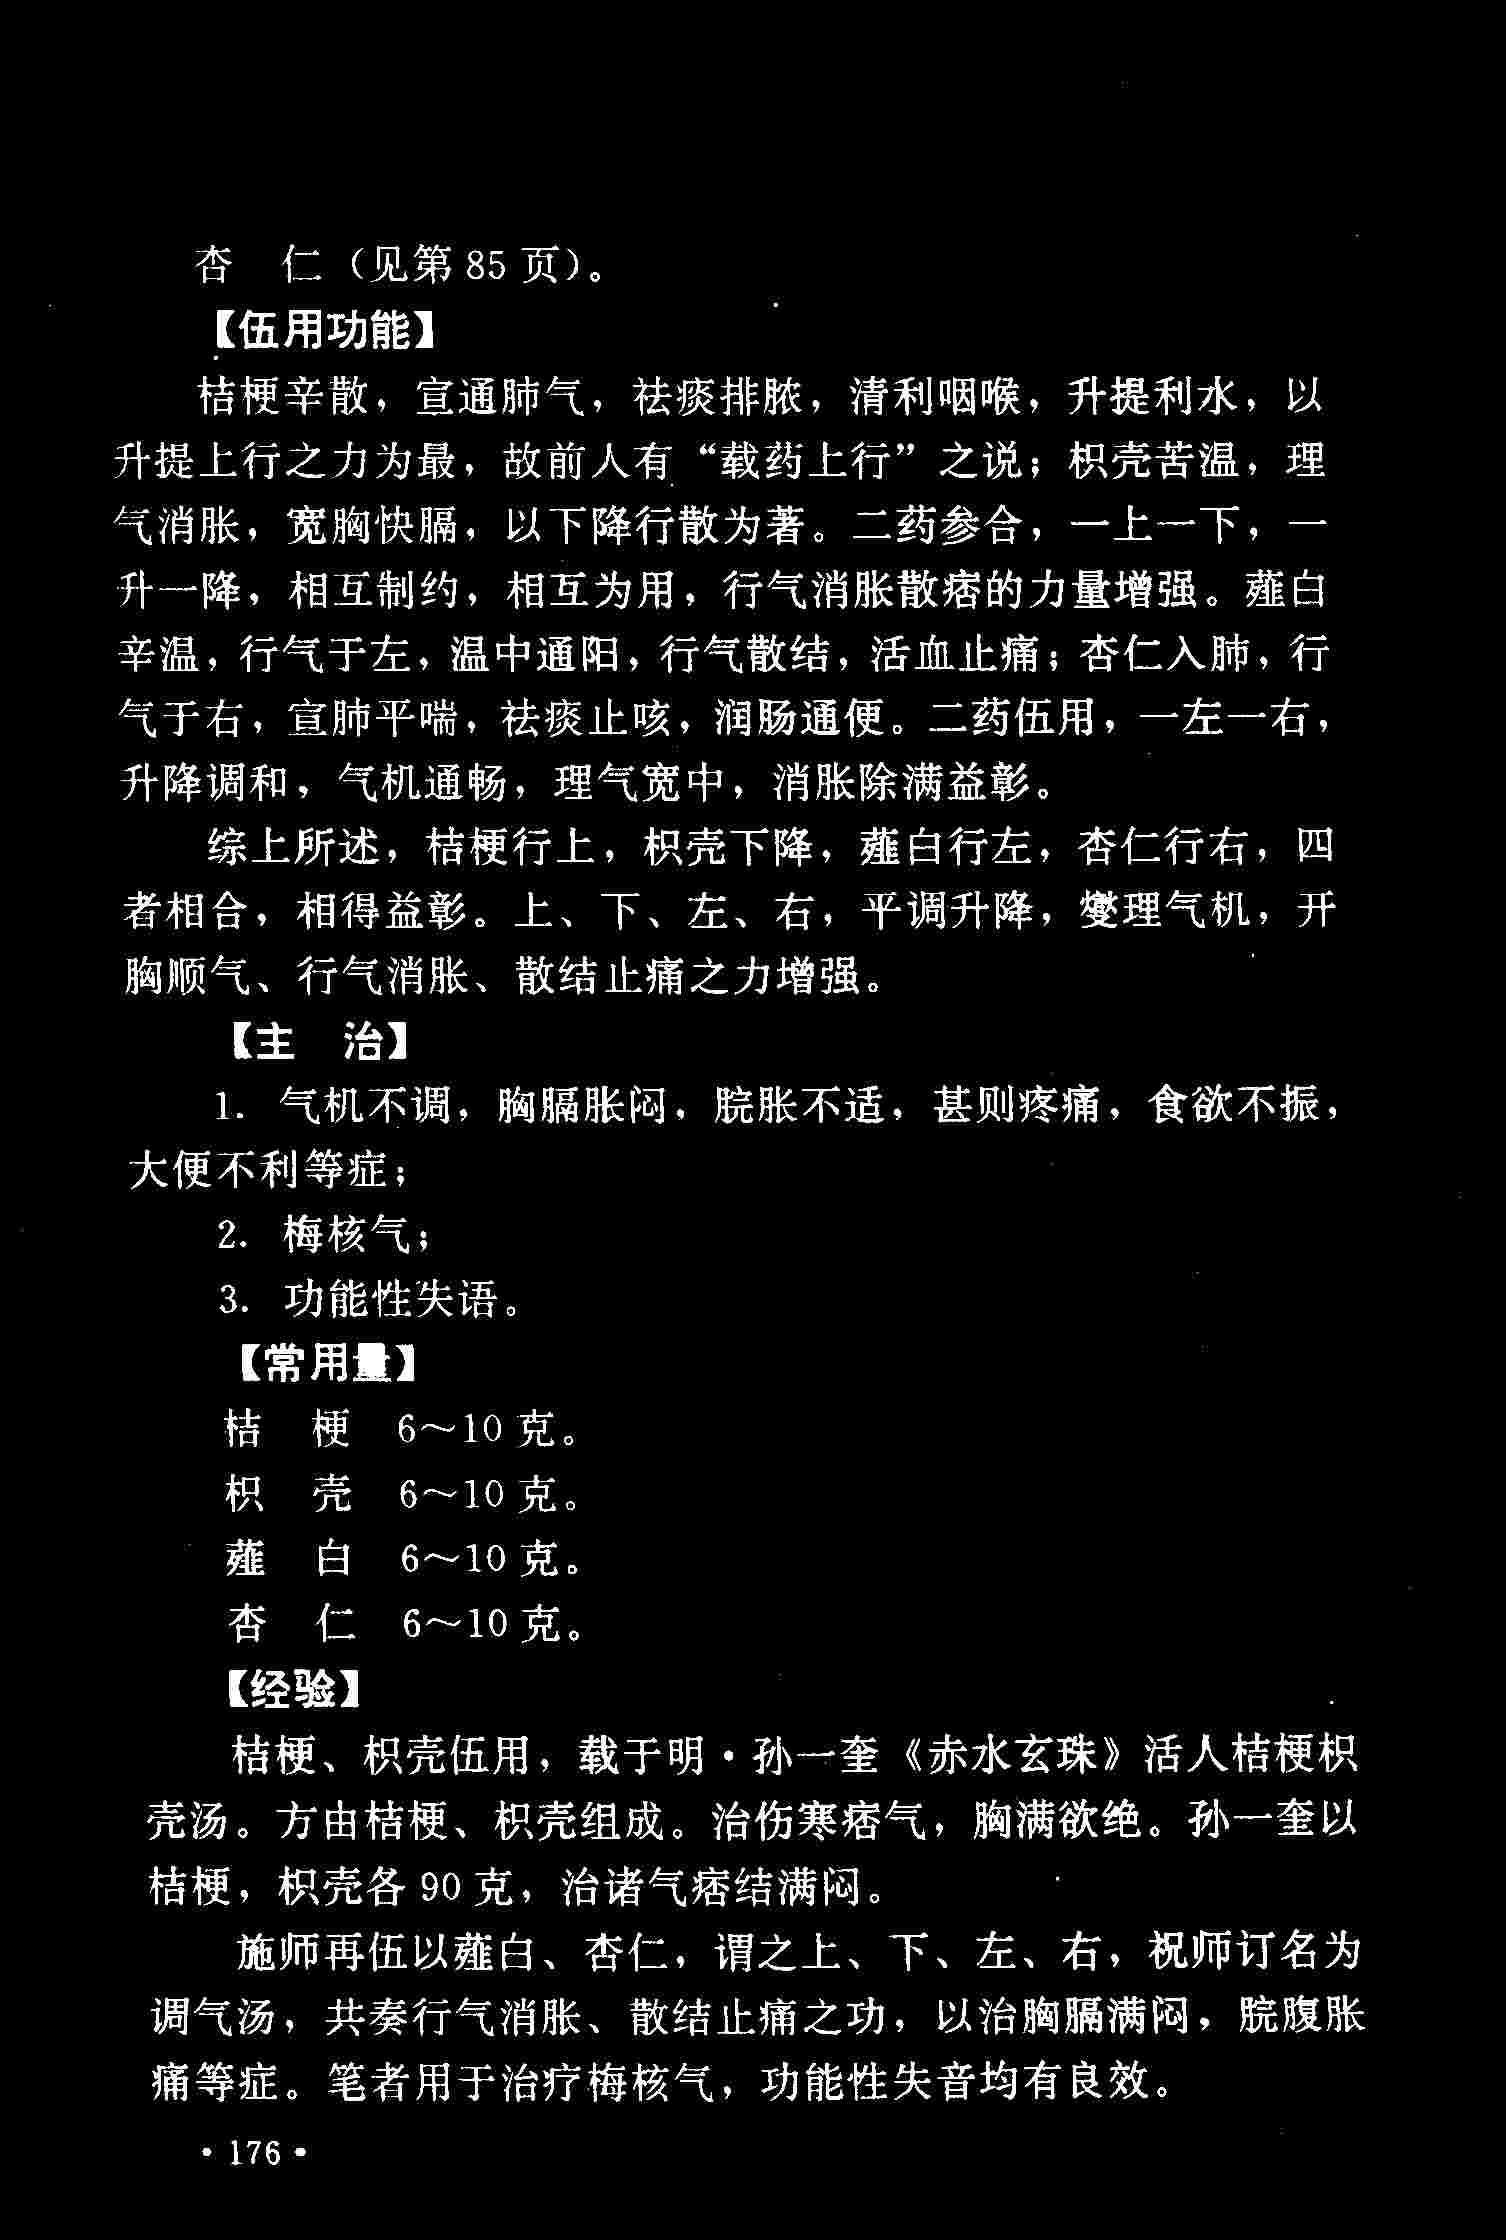 杏　仁（见第 85 页）。
【伍用功能】
桔梗辛散，宣通肺气，祛痰排脓，清利咽喉，升提利水，以
升提上行之力为最，故前人有“载药上行”之说；枳壳苦温，理
气消胀，宽胸快膈，以下降行散为著。二药参合，一上一下，一
升一降，相互制约，相互为用，行气消胀散痞的力量增强。薤白
辛温，行气于左，温中通阳，行气散结，活血止痛；杏仁入肺，行
气于右，宣肺平喘，祛痰止咳，润肠通便。二药伍用，一左一右，
升降调和，气机通畅，理气宽中，消胀除满益彰。
综上所述，桔梗行上，枳壳下降，薤白行左，杏仁行右，四
者相合，相得益彰。上、下、左、右，平调升降，燮理气机，开
胸顺气、行气消胀、散结止痛之力增强。
【主　治】
1. 气机不调，胸膈胀闷，脘胀不适，甚则疼痛，食欲不振，
大便不利等症；
2. 梅核气；
3. 功能性失语。
【常用量】
桔　梗　6～10 克。
枳　壳　6～10 克。
薤　白　6～10 克。
杏　仁　6～10 克。
【经验】
桔梗、枳壳伍用，载于明·孙一奎《赤水玄珠》活人桔梗枳
壳汤。方由桔梗、枳壳组成。治伤寒痞气，胸满欲绝。孙一奎以
桔梗，枳壳各 90 克，治诸气痞结满闷。
施师再伍以薤白、杏仁，谓之上、下、左、右，祝师订名为
调气汤，共奏行气消胀、散结止痛之功，以治胸膈满闷，脘腹胀
痛等症。笔者用于治疗梅核气，功能性失音均有良效。
·176·